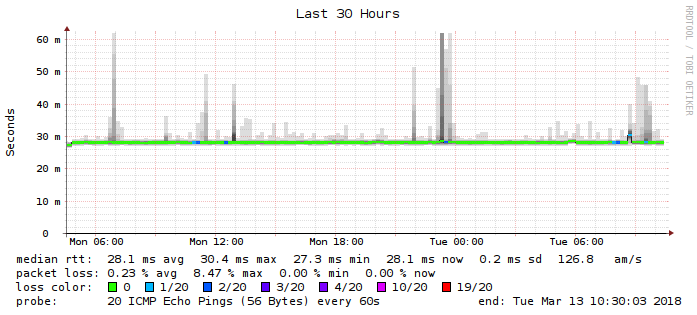 Last 30 Hours
RRDTOOL / TOBI OETIKER
Seconds
60 m
50 m
40 m
30 m
20 m
10 m
0
Mon 06:00 Mon 12:00 Mon 18:00 Tue 00:00 Tue 06:00
median rtt: 28.1 ms avg 30.4 ms max 27.3 ms min 28.1 ms now 0.2 ms sd 126.8 am/s
packet loss: 0.23 % avg 8.47 % max 0.00 % min 0.00 % now
loss color: 0 1/20 2/20 3/20 4/20 10/20 19/20
probe: 20 ICMP Echo Pings (56 Bytes) every 60s end: Tue Mar 13 10:30:03 2018